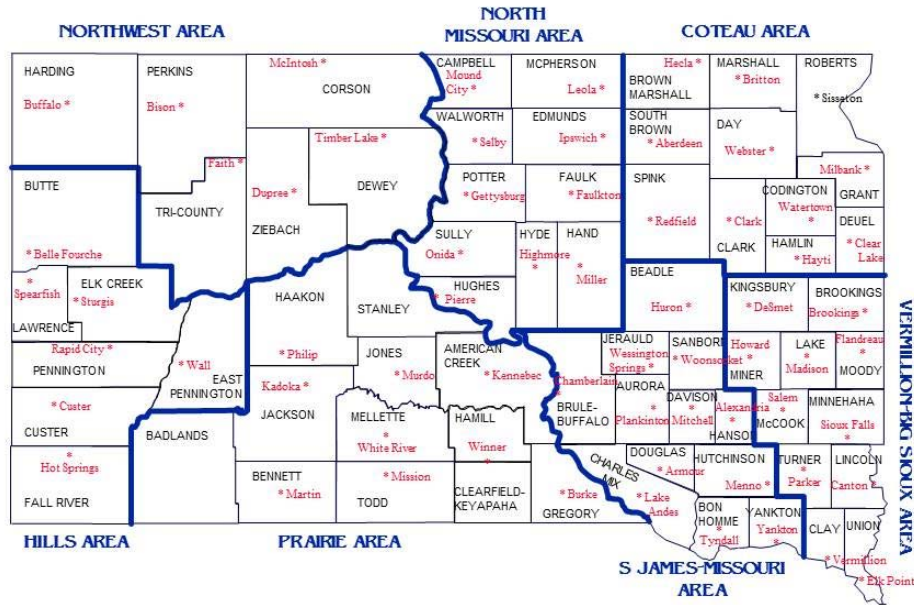 NORTHWEST AREA
NORTH
MISSOURI AREA
COTEAU AREA
HARDING
Buffalo *
PERKINS
Bison *
McIntosh *
CORSON
CAMPBELL
Mound
City *
MCPHERSON
Leola *
Hecla *
BROWN
MARSHALL
MARSHALL
* Britton
ROBERTS
* Sisseton
WALWORTH
* Selby
EDMUNDS
Ipswich *
SOUTH
BROWN
* Aberdeen
DAY
Webster *
Timber Lake *
Faith *
Dupree *
DEWEY
ZIEBACH
TRI-COUNTY
BUTTE
* Belle Fourche
POTTER
* Gettysburg
FAULK
* Faulkton
SPINK
* Redfield
* Clark
CLARK
CODINGTON
Watertown
*
Milbank *
GRANT
DEUEL
* Clear
Lake
HAMLIN
* Hayti
SULLY
Onida *
HYDE
Highmore
*
HAND
*
Miller
HUGHES
* Pierre
BEADLE
Huron *
KINGSBURY
* DeSmet
BROOKINGS
Brookings *
*
Spearfish
ELK CREEK
* Sturgis
LAWRENCE
HAAKON
* Philip
STANLEY
Rapid City *
PENNINGTON
* Wall
EAST
PENNINGTON
JONES
* Murdo
AMERICAN
CREEK
* Kennebec
JERAULD
Wessington
Springs *
SANBORN
* Woonsocket
* Howard
MINER
LAKE
*
Madison
Flandreau
*
MOODY
VERMILLION-BIG SIOUX AREA
Kadoka *
JACKSON
Chamberlain
*
BRULE-
BUFFALO
AURORA
*
Plankinton
DAVISON
*
Mitchell
Alexandria
*
HANSON
Salem
*
McCOOK
MINNEHAHA
Sioux Falls
*
* Custer
CUSTER
BADLANDS
MELLETTE
*
White River
HAMILL
Winner
*
*
Hot Springs
FALL RIVER
BENNETT
* Martin
* Mission
TODD
CLEARFIELD-
KEYAPAHA
* Burke
GREGORY
CHARLES
MIX
* Lake
Andes
DOUGLAS
* Armour
HUTCHINSON
Menno *
TURNER
*
Parker
LINCOLN
Canton *
BON
HOMME
*
Tyndall
YANKTON
Yankton
*
CLAY
UNION
* Vermillion
* Elk Point
HILLS AREA
PRAIRIE AREA
S JAMES-MISSOURI
AREA